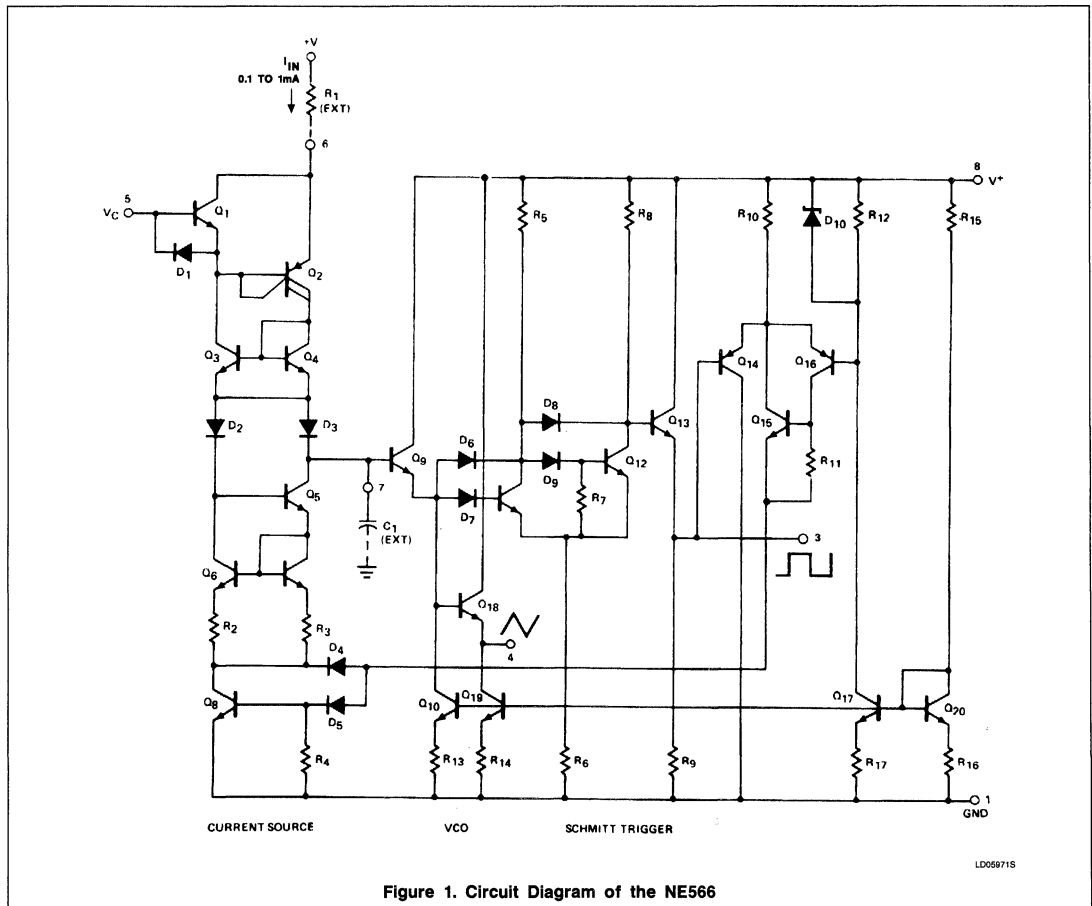 +V
I_IN
0.1 TO 1mA
R1
(EXT)
6
8
V+
5
VC
Q1
D1
Q2
R5
R8
R10
D10
R12
R15
Q3
Q4
Q14
Q16
D2
D3
D8
Q13
Q15
Q9
D6
D9
Q12
R11
7
D7
R7
Q5
C1
(EXT)
3
Q6
Q18
R2
R3
4
D4
Q8
D5
Q10
Q19
Q17
Q20
R4
R13
R14
R6
R9
R17
R16
1
GND
CURRENT SOURCE
VCO
SCHMITT TRIGGER
LD05971S
Figure 1. Circuit Diagram of the NE566